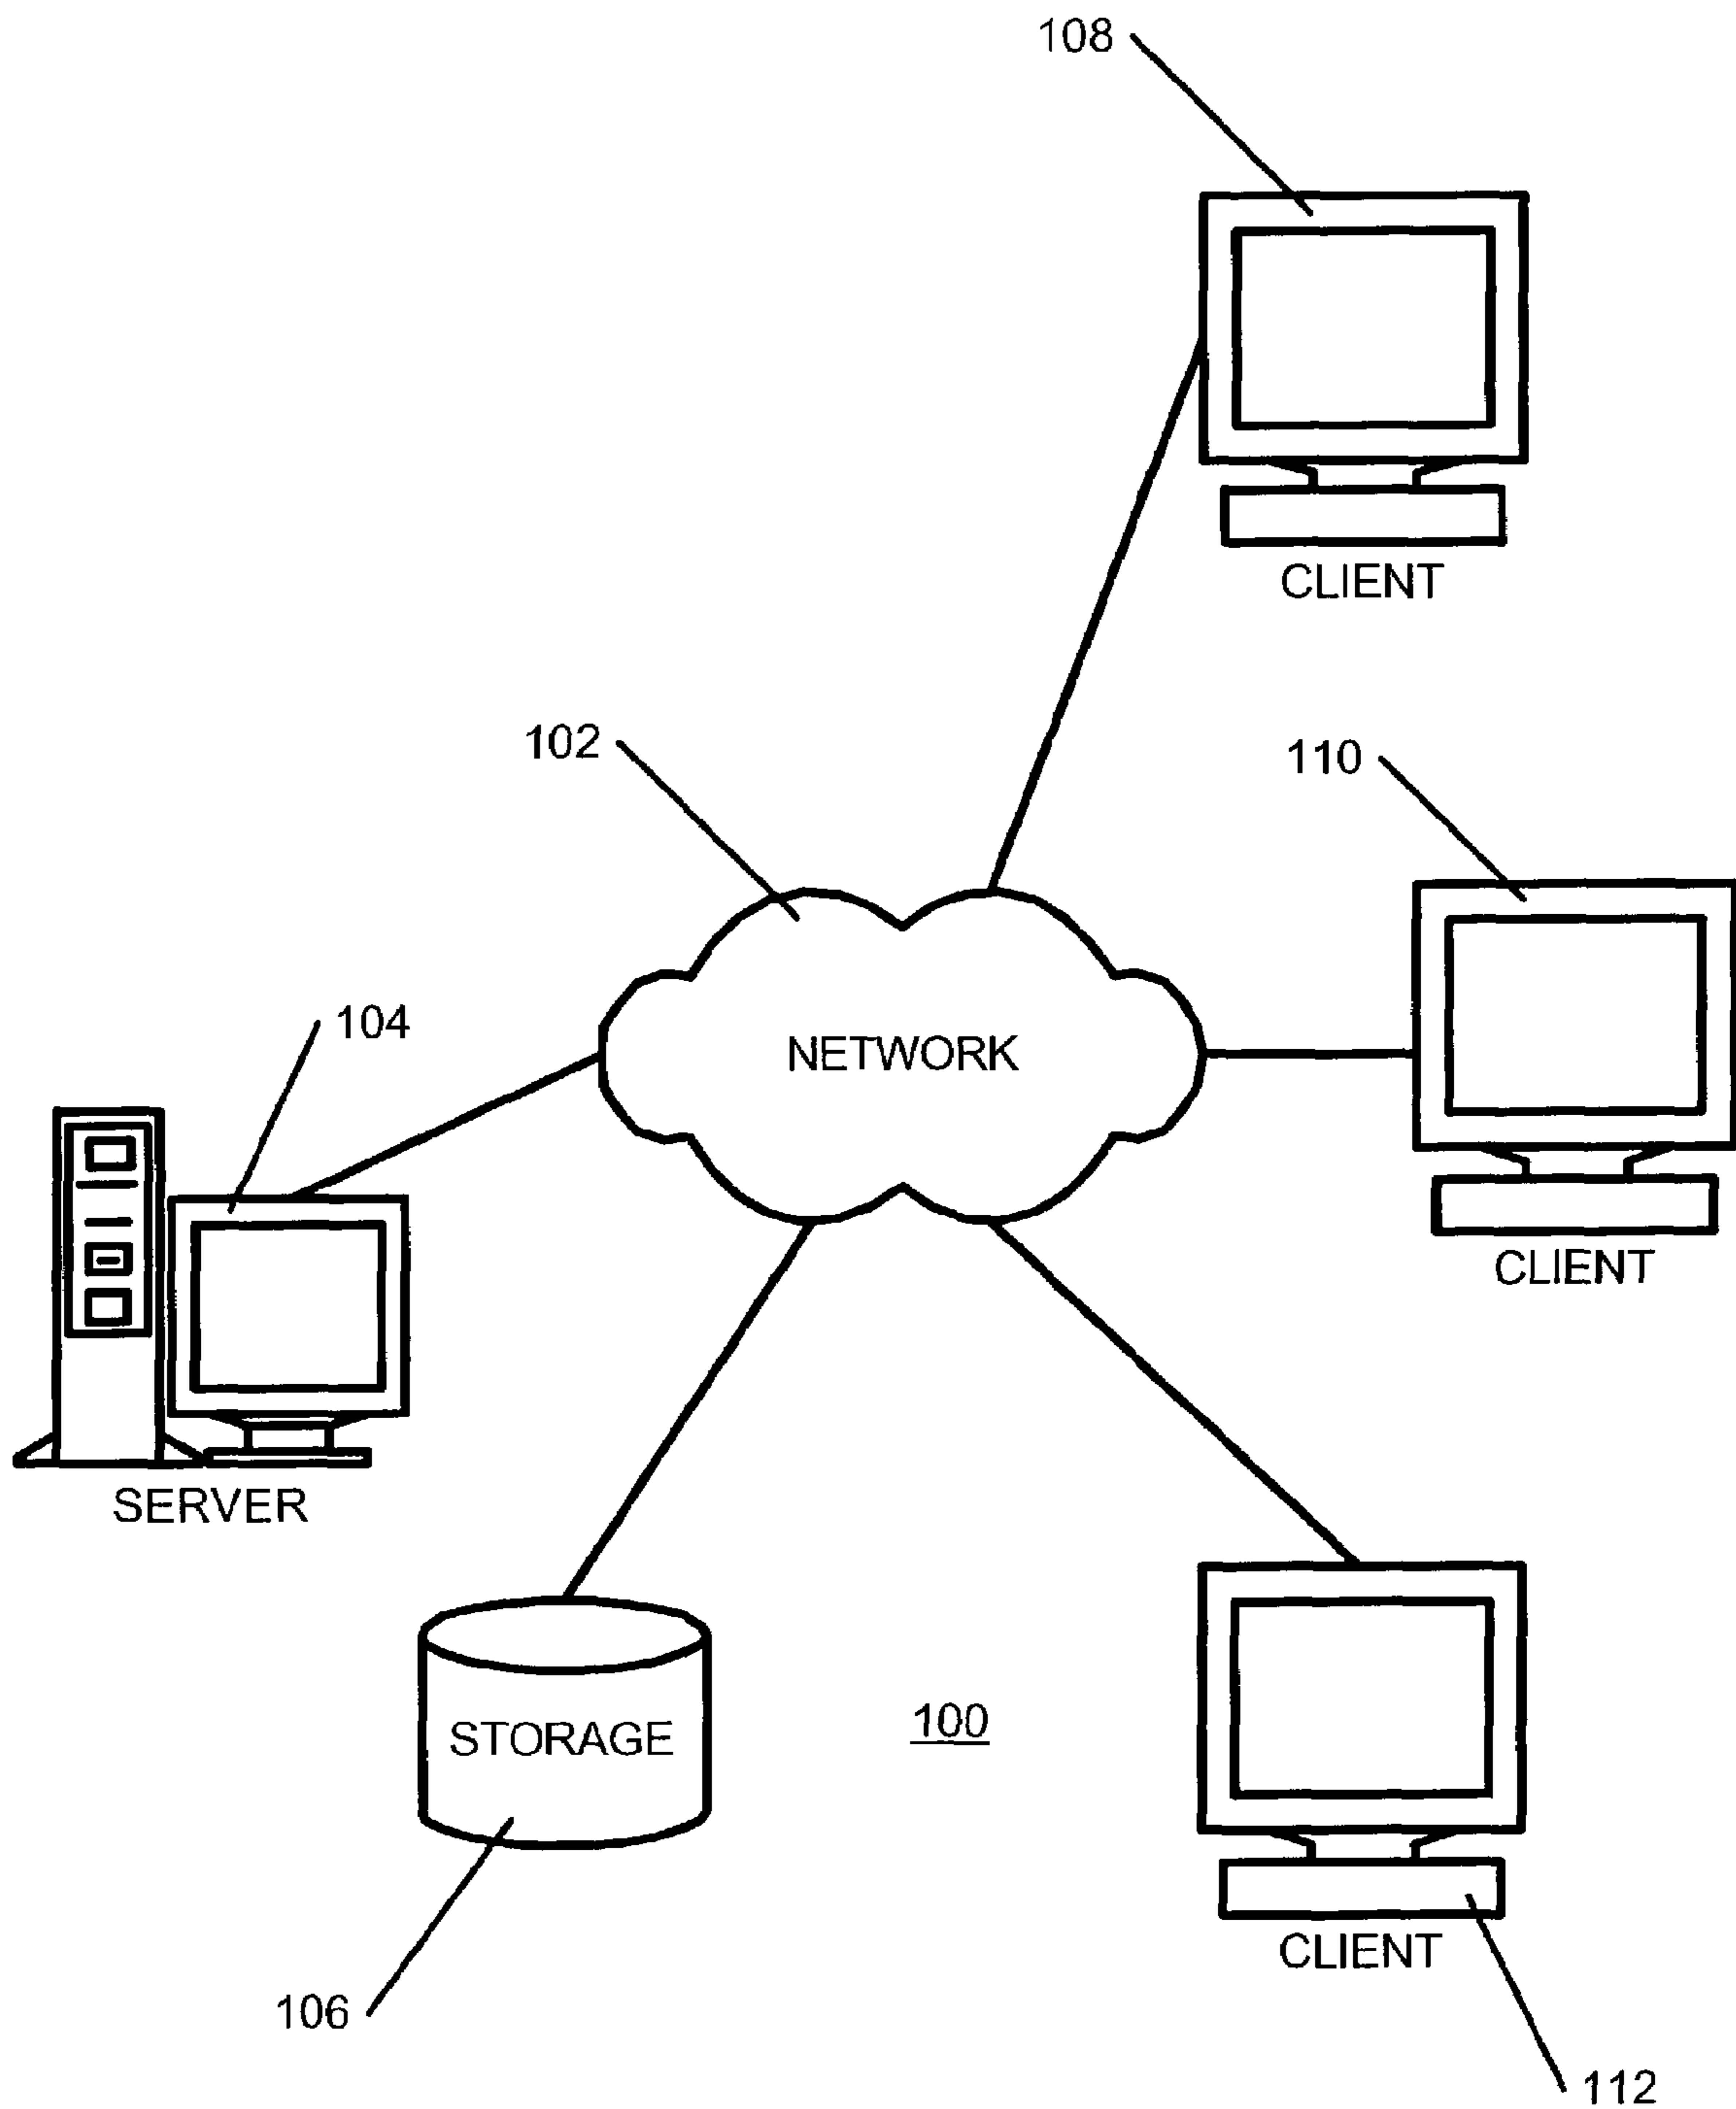 108
CLIENT
102
110
104
NETWORK
CLIENT
SERVER
STORAGE
100
CLIENT
106
112